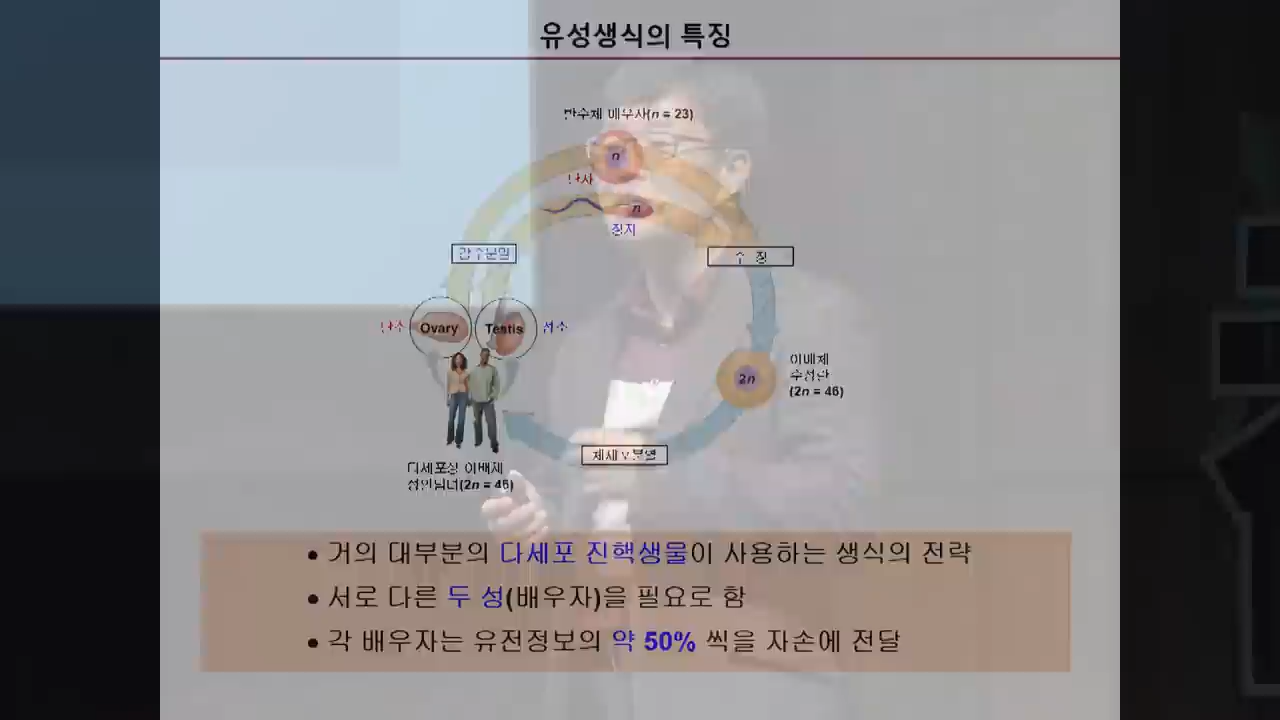 유성생식의 특징
반수체 배우자(n = 23)
n
난자
n
정자
감수분열
수 정
난소
Ovary
Testis
정소
2n
이배체
수정란
(2n = 46)
체세포분열
다세포성 이배체
성인남녀(2n = 46)
• 거의 대부분의 다세포 진핵생물이 사용하는 생식의 전략
• 서로 다른 두 성(배우자)을 필요로 함
• 각 배우자는 유전정보의 약 50% 씩을 자손에 전달